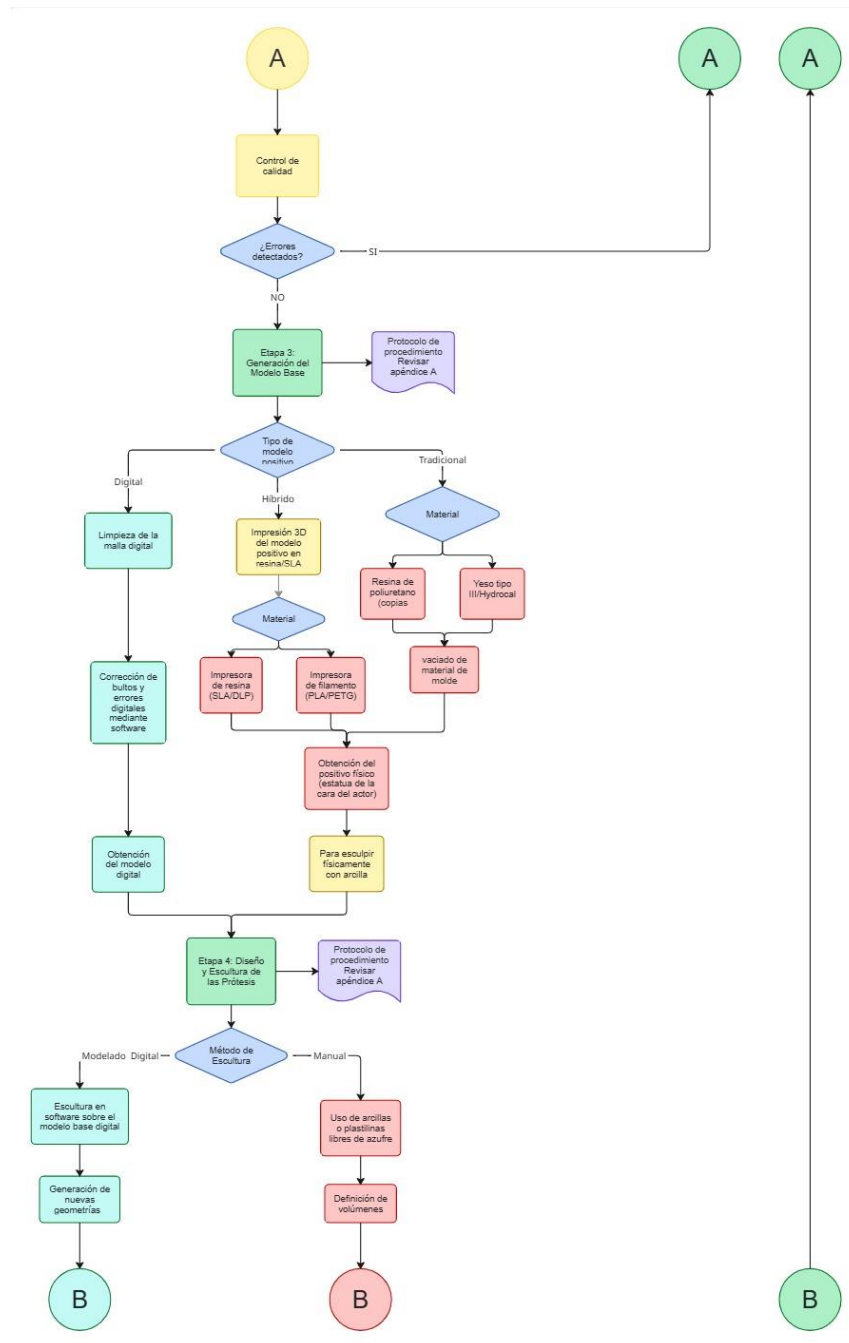 A
A
A
Control de
calidad
¿Errores
detectados?
SI
NO
Etapa 3:
Generación del
Modelo Base
Protocolo de
procedimiento
Revisar
apéndice A
Tipo de
modelo
positivo
Digital
Híbrido
Tradicional
Limpieza de la
malla digital
Impresión 3D
del modelo
positivo en
resina/SLA
Material
Resina de
poliuretano
(copias
Yeso tipo
III/Hydrocal
Material
Corrección de
bultos y
errores
digitales
mediante
software
Impresora
de resina
(SLA/DLP)
Impresora
de filamento
(PLA/PETG)
vaciado de
material de
molde
Obtención del
positivo físico
(estatua de la
cara del actor)
Obtención
del modelo
digital
Para esculpir
físicamente
con arcilla
Etapa 4: Diseño
y Escultura de
las Prótesis
Protocolo de
procedimiento
Revisar
apéndice A
Método de
Escultura
Modelado Digital
Manual
Escultura en
software sobre el
modelo base digital
Uso de arcillas
o plastilinas
libres de azufre
Generación de
nuevas
geometrías
Definición de
volúmenes
B
B
B